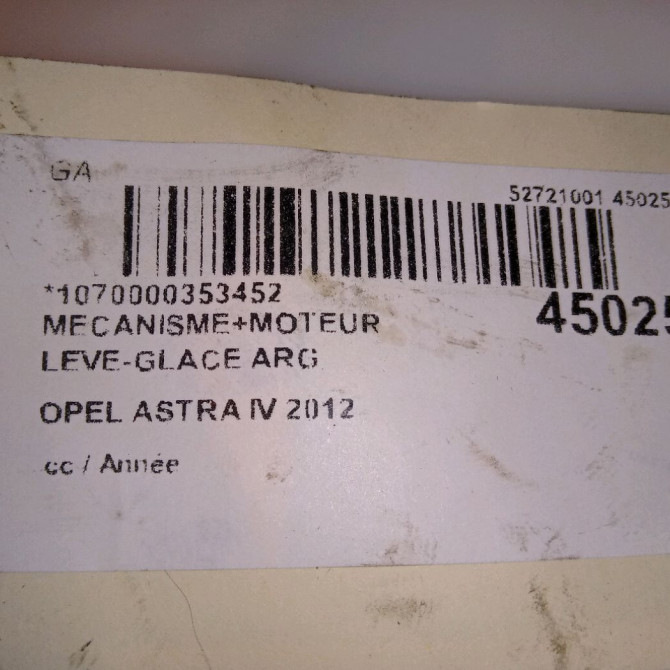 GA
52721001 45025
*1070000353452
45025
MECANISME+MOTEUR
LEVE-GLACE ARG
OPEL ASTRA IV 2012
cc / Année